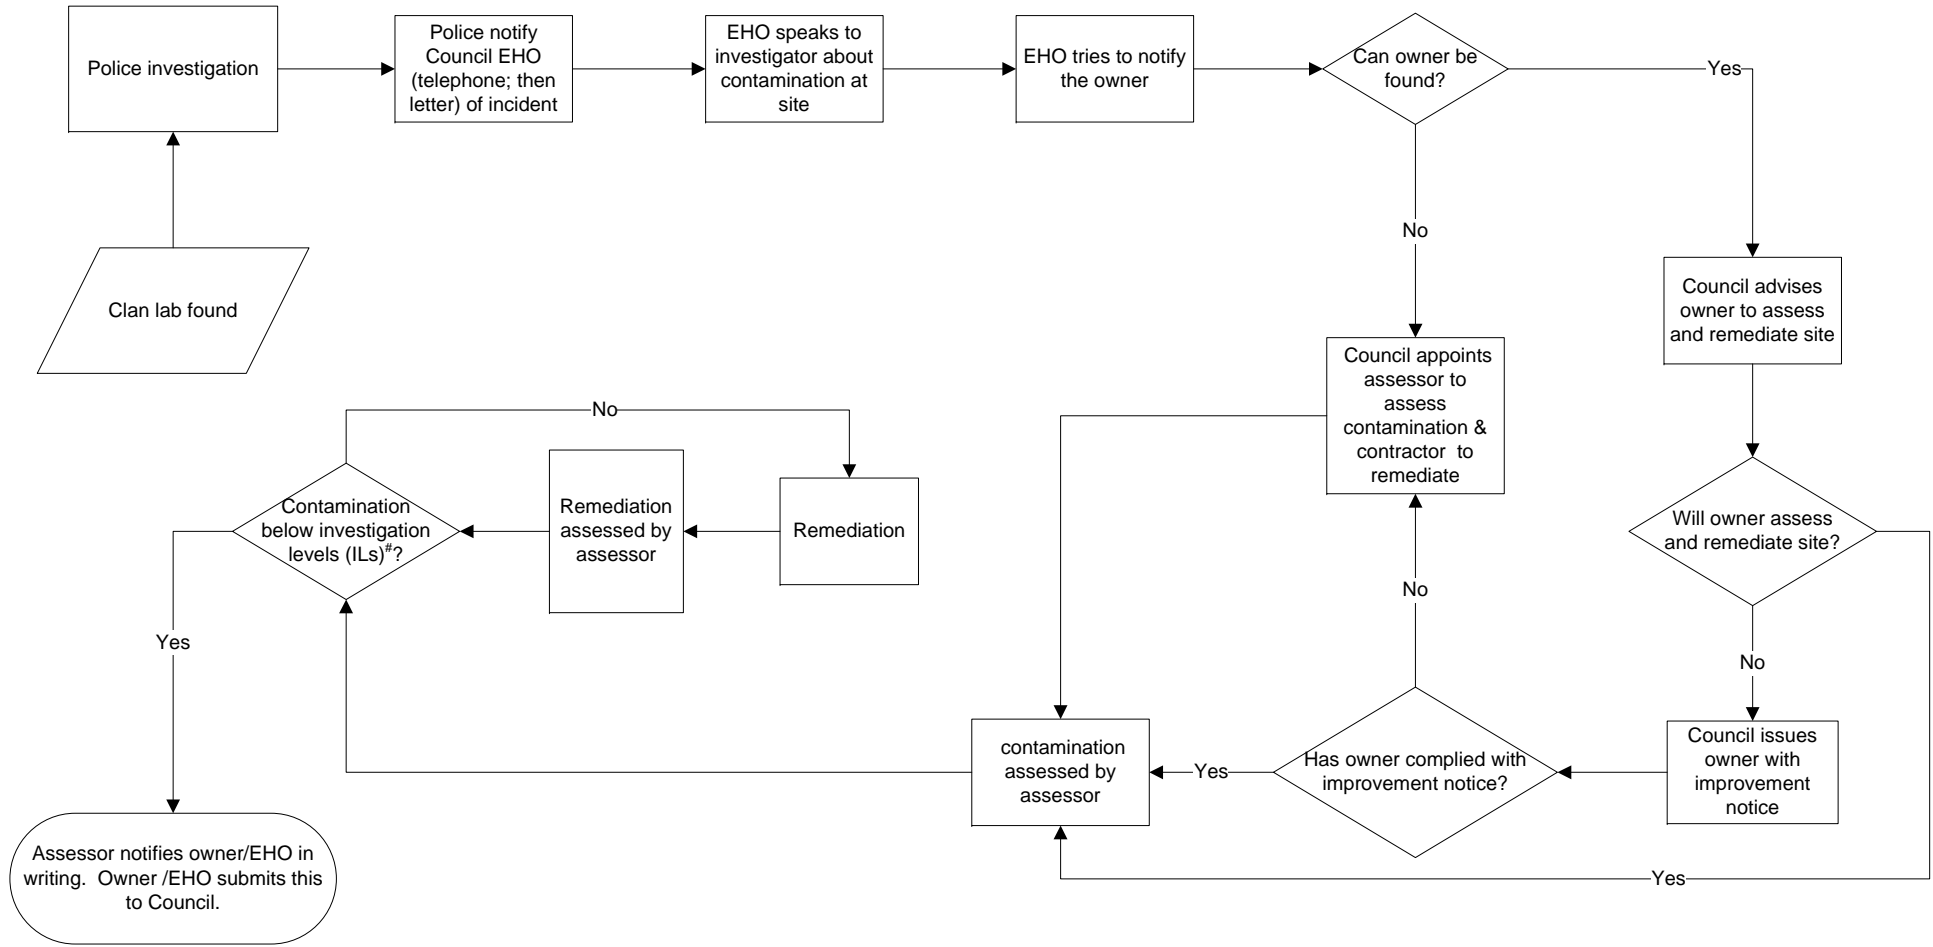 Police investigation
Police notify
Council EHO
(telephone; then
letter) of incident
EHO speaks to
investigator about
contamination at
site
EHO tries to notify
the owner
Can owner be
found?
Yes
No
Clan lab found
Council advises
owner to assess
and remediate site
Council appoints
assessor to
assess
contamination &
contractor to
remediate
No
Contamination
below investigation
levels (ILs)#?
Remediation
assessed by
assessor
Remediation
Will owner assess
and remediate site?
No
Yes
No
contamination
assessed by
assessor
Yes
Has owner complied with
improvement notice?
Council issues
owner with
improvement
notice
Assessor notifies owner/EHO in
writing. Owner /EHO submits this
to Council.
Yes